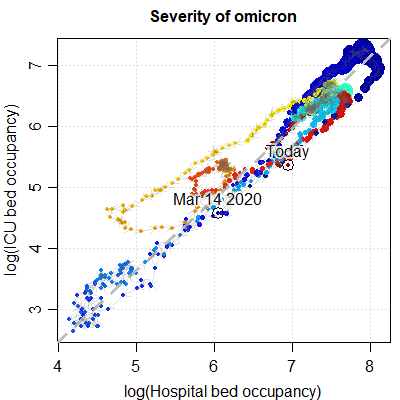 Severity of omicron
log(ICU bed occupancy)
7
6
5
4
3
Today
Mar 14 2020
4 5 6 7 8
log(Hospital bed occupancy)